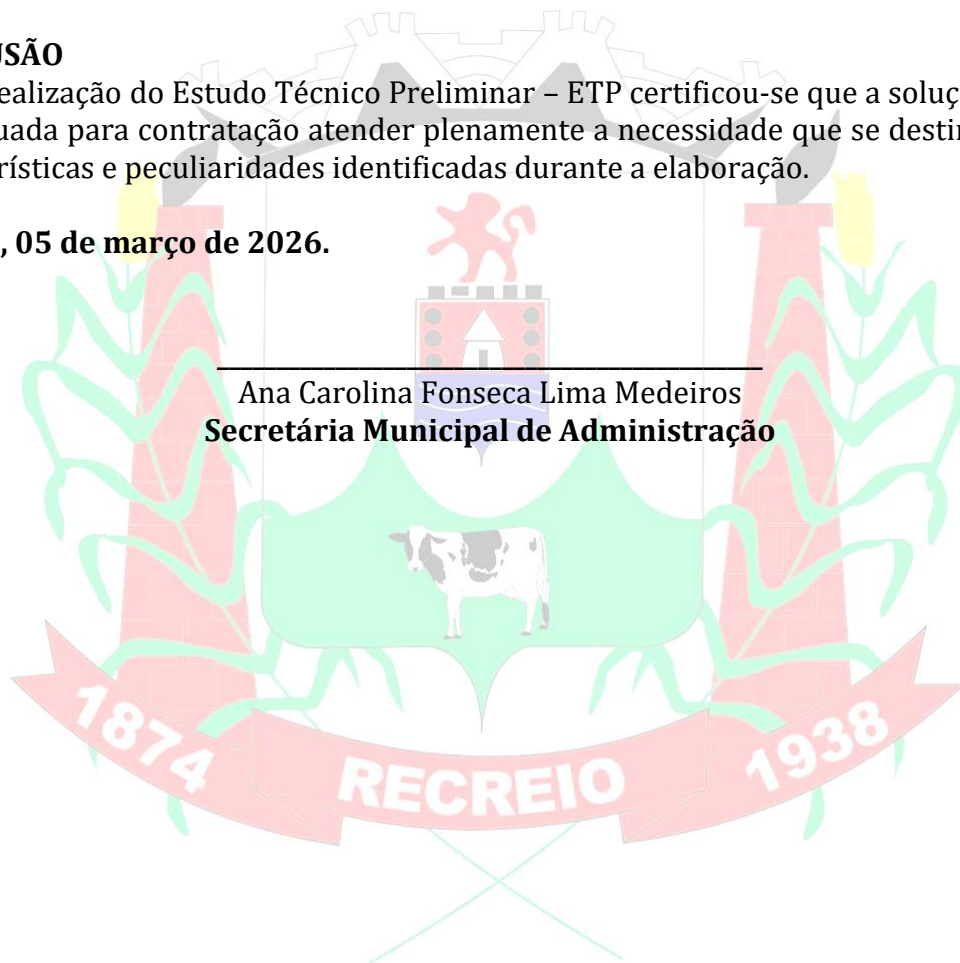 USÃO
ealização do Estudo Técnico Preliminar – ETP certificou-se que a soluç
uada para contratação atender plenamente a necessidade que se destin
rísticas e peculiaridades identificadas durante a elaboração.
, 05 de março de 2026.
Ana Carolina Fonseca Lima Medeiros
Secretária Municipal de Administração
1874 RECREIO 1938